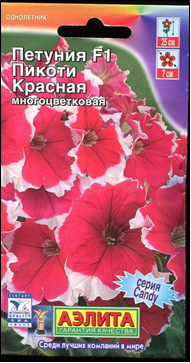 ОДНОЛЕТНИК
Петуния F1
Пикоти
Красная
многоцветковая
25 см
7 см
серия
Candy
АЭЛИТА
ГАРАНТИЯ КАЧЕСТВА
Среди лучших компаний в мире